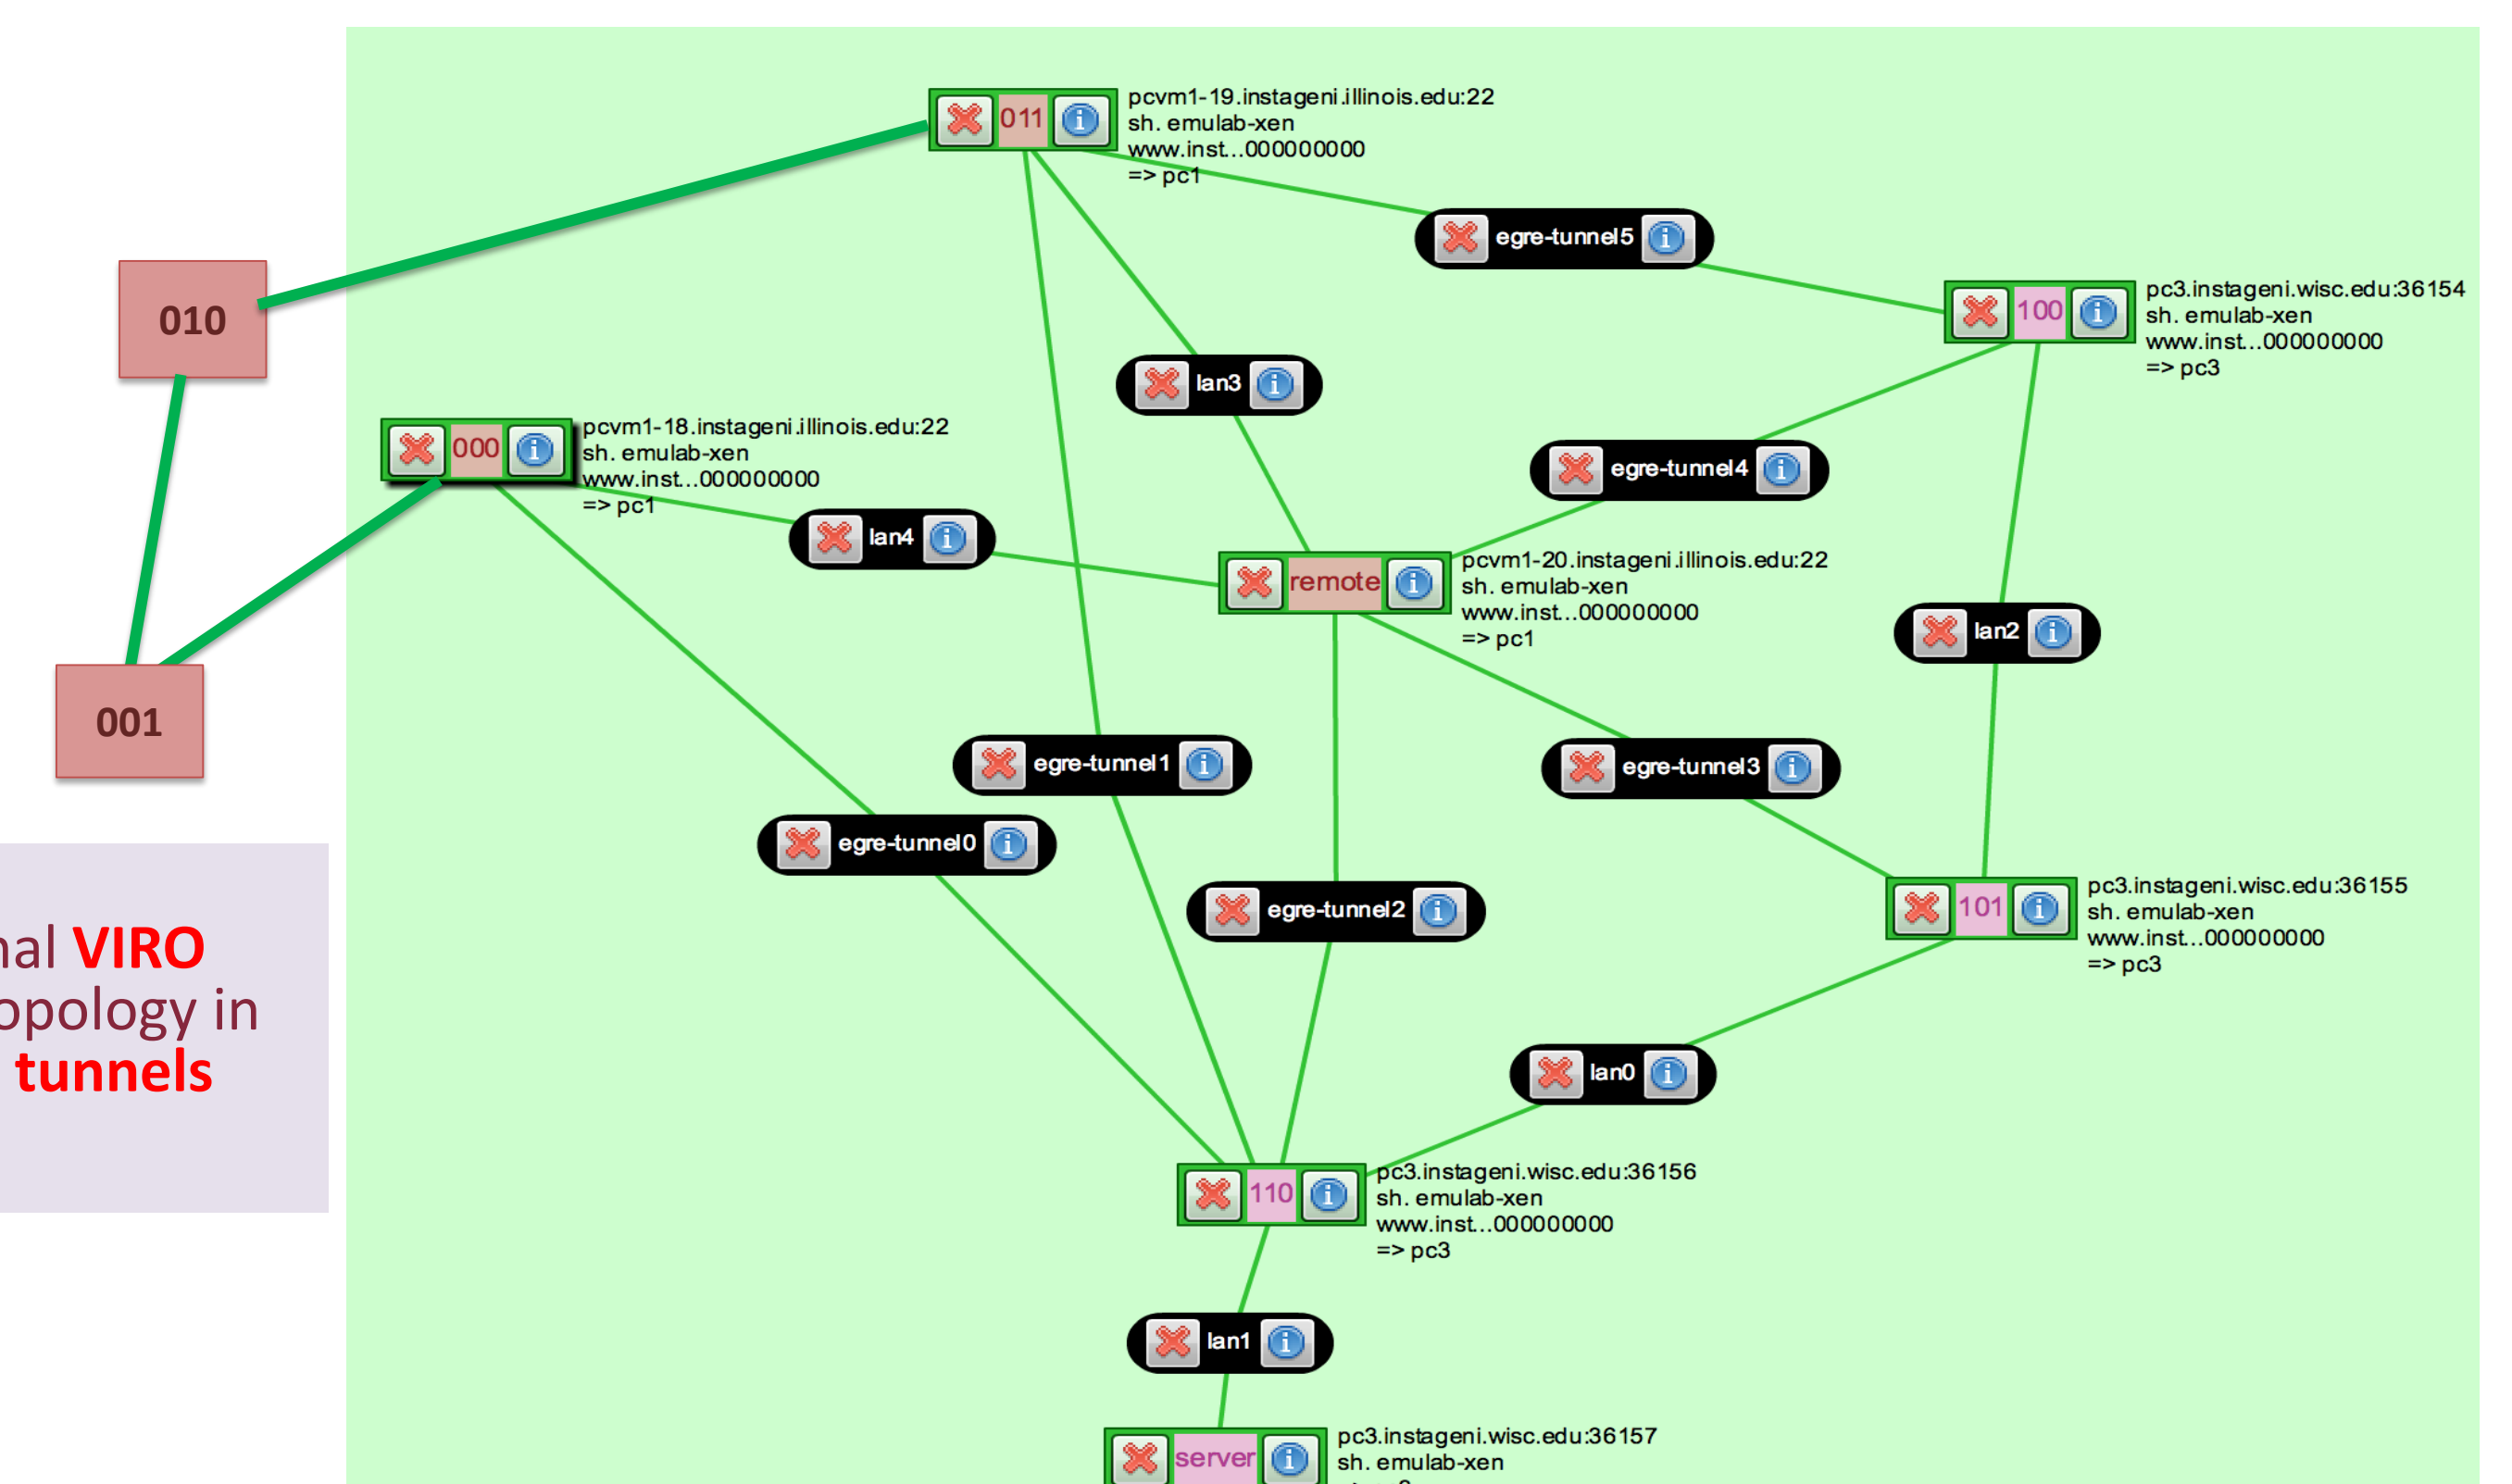 011
pcvm1-19.instageni.illinois.edu:22
sh. emulab-xen
www.inst...000000000
=> pc1
egre-tunnel5
010
100
pc3.instageni.wisc.edu:36154
sh. emulab-xen
www.inst...000000000
=> pc3
lan3
000
pcvm1-18.instageni.illinois.edu:22
sh. emulab-xen
www.inst...000000000
=> pc1
egre-tunnel4
lan4
remote
pcvm1-20.instageni.illinois.edu:22
sh. emulab-xen
www.inst...000000000
=> pc1
lan2
001
egre-tunnel1
egre-tunnel3
egre-tunnel0
egre-tunnel2
101
pc3.instageni.wisc.edu:36155
sh. emulab-xen
www.inst...000000000
=> pc3
nal VIRO
opology in
tunnels
lan0
110
pc3.instageni.wisc.edu:36156
sh. emulab-xen
www.inst...000000000
=> pc3
lan1
server
pc3.instageni.wisc.edu:36157
sh. emulab-xen